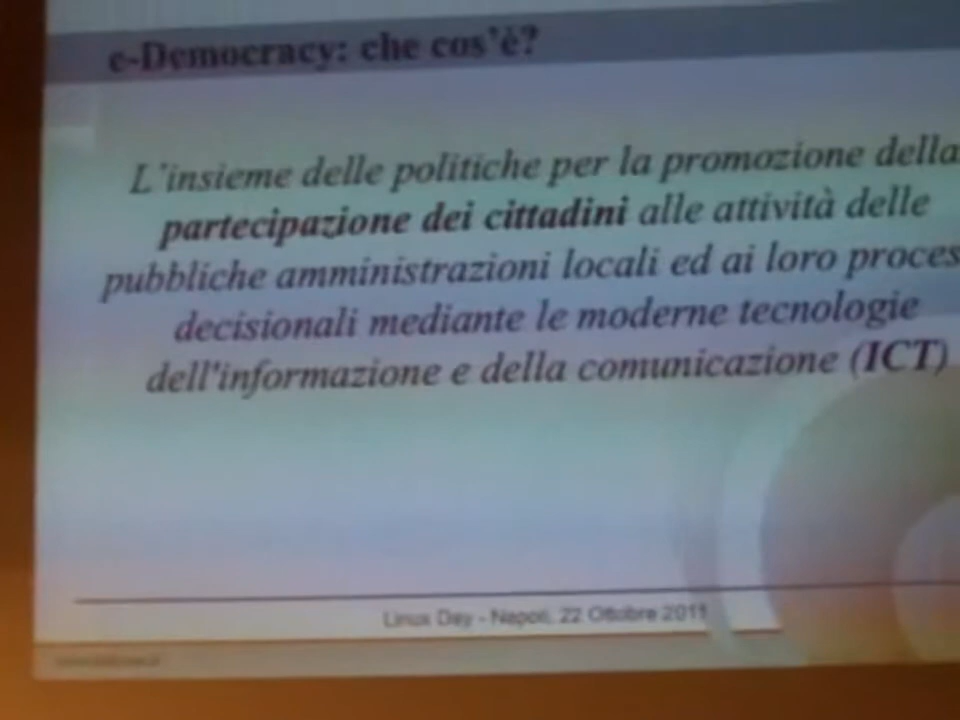 e-Democracy: che cos'è?
L'insieme delle politiche per la promozione della
partecipazione dei cittadini alle attività delle
pubbliche amministrazioni locali ed ai loro proces
decisionali mediante le moderne tecnologie
dell'informazione e della comunicazione (ICT)
Linux Day - Napoli, 22 Ottobre 2011